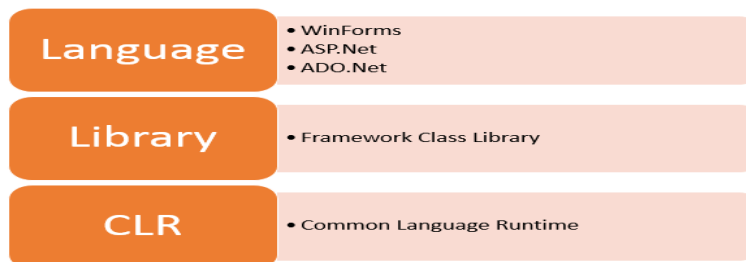 Language
• WinForms
• ASP.Net
• ADO.Net
Library
• Framework Class Library
CLR
• Common Language Runtime